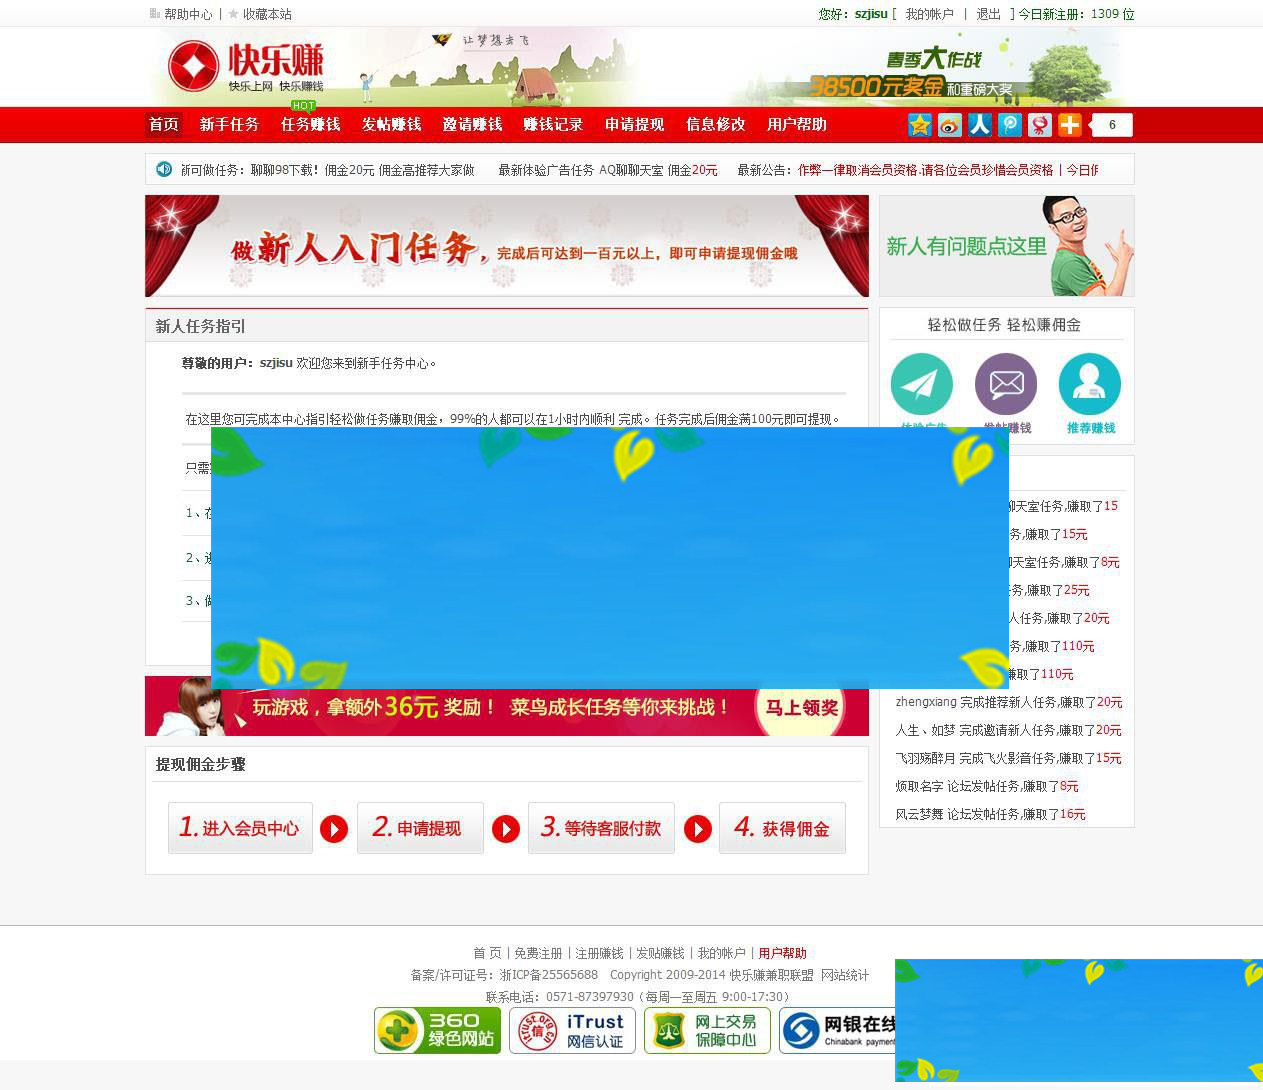 帮助中心 | 收藏本站
您好：szjisu [ 我的帐户 | 退出 ] 今日新注册：1309 位
快乐赚
快乐上网 快乐赚钱
让梦想去飞
春季大作战
38500元奖金和重磅大奖
HOT
首页 新手任务 任务赚钱 发帖赚钱 邀请赚钱 赚钱记录 申请提现 信息修改 用户帮助
6
新可做任务：聊聊98下载！佣金20元 佣金高推荐大家做 最新体验广告任务 AQ聊聊天室 佣金20元 最新公告：作弊一律取消会员资格.请各位会员珍惜会员资格 | 今日
做新人入门任务，完成后可达到一百元以上，即可申请提现佣金哦
新人有问题点这里
新人任务指引
尊敬的用户：szjisu 欢迎您来到新手任务中心。
在这里您可完成本中心指引轻松做任务赚取佣金，99%的人都可以在1小时内顺利 完成。任务完成后佣金满100元即可提现。
只需
1、在
2、
3、做
轻松做任务 轻松赚佣金
体验广告 发帖赚钱 推荐赚钱
聊天室任务,赚取了15
务,赚取了15元
聊天室任务,赚取了8元
任务,赚取了25元
人任务,赚取了20元
务,赚取了110元
赚取了110元
zhengxiang 完成推荐新人任务,赚取了20元
人生、如梦 完成邀请新人任务,赚取了20元
飞羽殇醉月 完成飞火影音任务,赚取了15元
烦取名字 论坛发帖任务,赚取了8元
风云梦舞 论坛发帖任务,赚取了16元
玩游戏，拿额外36元 奖励！ 菜鸟成长任务等你来挑战！ 马上领奖
提现佣金步骤
1. 进入会员中心 2. 申请提现 3. 等待客服付款 4. 获得佣金
首 页 | 免费注册 | 注册赚钱 | 发贴赚钱 | 我的帐户 | 用户帮助
备案/许可证号：浙ICP备25565688 Copyright 2009-2014 快乐赚兼职联盟 网站统计
联系电话：0571-87397930（每周一至周五 9:00-17:30）
360 绿色网站
itrust.org.cn 信 iTrust 网信认证
网上交易 保障中心
网银在线 Chinabank payment